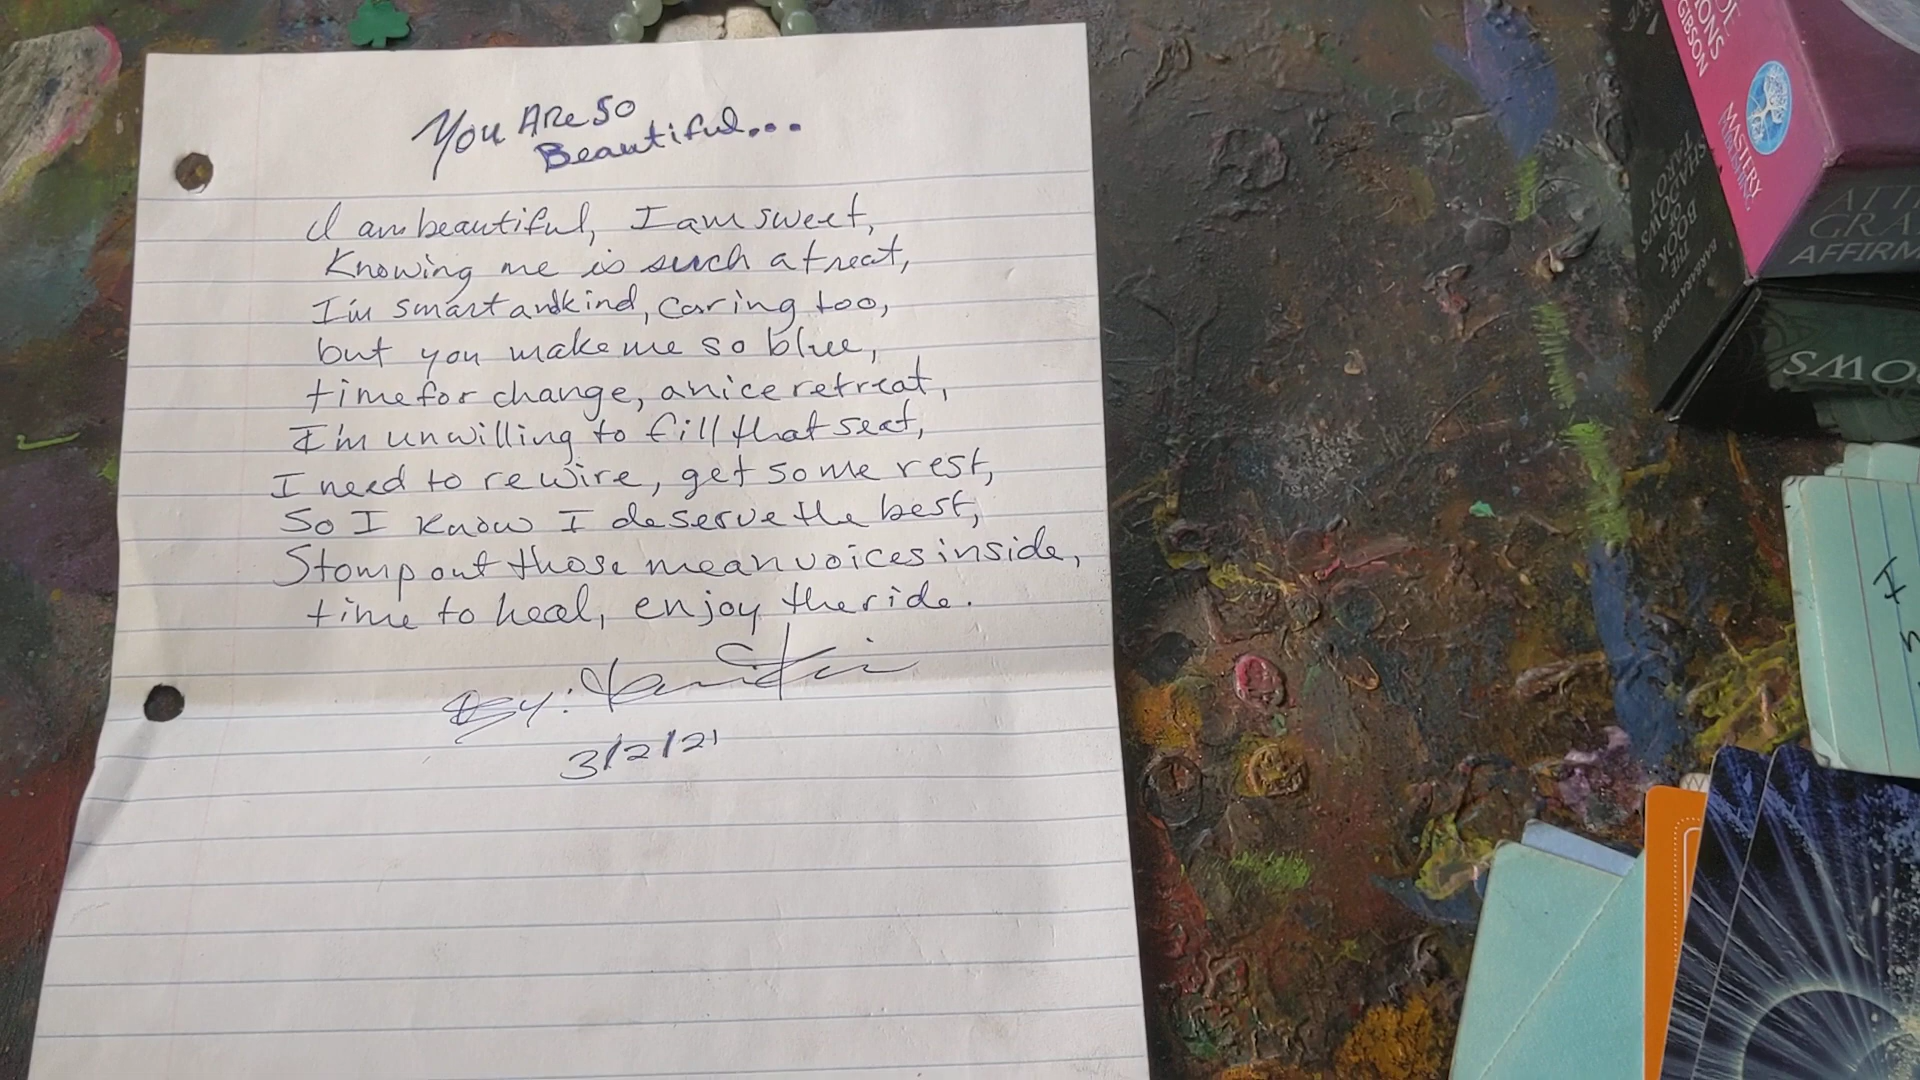 You Are So
Beautiful...
I am beautiful, I am sweet,
Knowing me is such a treat,
I'm smart and kind, caring too,
but you make me so blue,
time for change, a nice retreat,
I'm unwilling to fill that seat,
I need to rewire, get some rest,
So I know I deserve the best,
Stomp out those mean voices inside,
time to heal, enjoy the ride.
By:
3/2/21
OF
IONS
GIBSON
MASTERY
THE
BOOK
SHADOWS
TAROT
BARBARA MOORE
AFFIRM